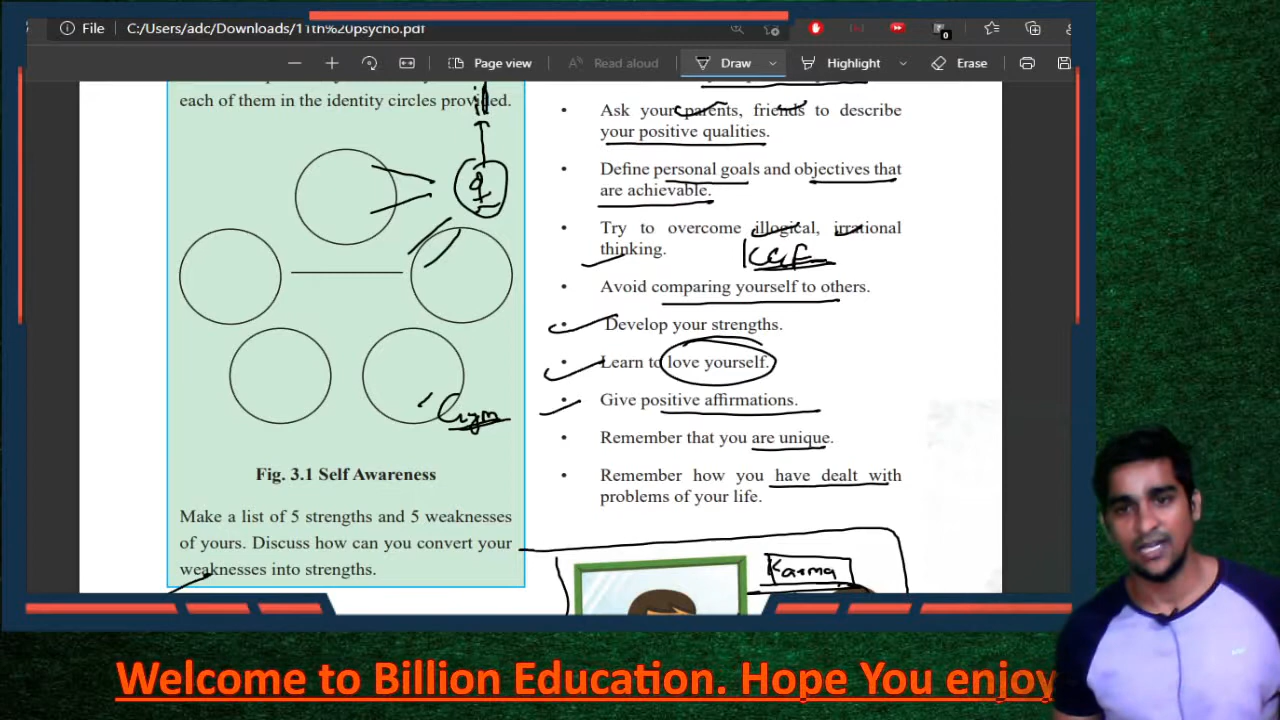 File
C:/Users/adc/Downloads/11th%20psycho.pdf
Page view
Read aloud
Draw
Highlight
Erase
0
each of them in the identity circles provided.
Fig. 3.1 Self Awareness
Make a list of 5 strengths and 5 weaknesses
of yours. Discuss how can you convert your
weaknesses into strengths.
Gym
• Ask your parents, friends to describe
your positive qualities.
• Define personal goals and objectives that
are achievable.
• Try to overcome illogical, irrational
thinking.
KGF
• Avoid comparing yourself to others.
• Develop your strengths.
• Learn to love yourself.
• Give positive affirmations.
• Remember that you are unique.
• Remember how you have dealt with
problems of your life.
Karma
Welcome to Billion Education. Hope You enjoy